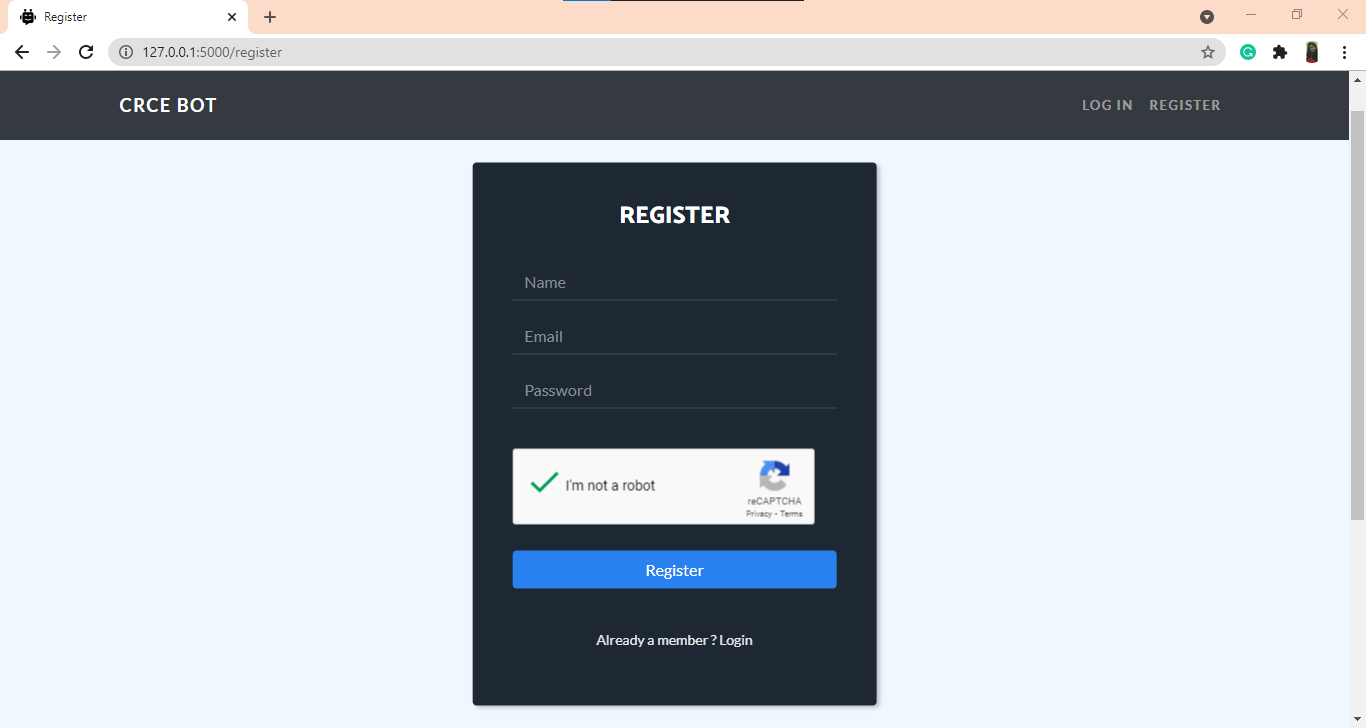 Register
127.0.0.1:5000/register
CRCE BOT
LOG IN REGISTER
REGISTER
Name
Email
Password
I'm not a robot
reCAPTCHA
Privacy - Terms
Register
Already a member ? Login